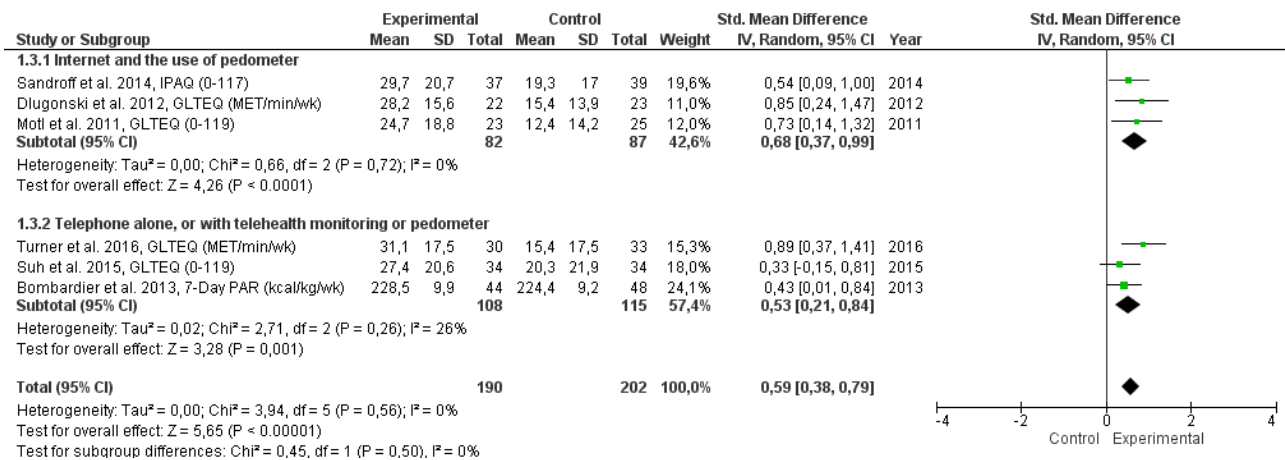 Experimental Control Std. Mean Difference Std. Mean Difference
Study or Subgroup Mean SD Total Mean SD Total Weight IV, Random, 95% CI Year IV, Random, 95% CI
1.3.1 Internet and the use of pedometer
Sandroff et al. 2014, IPAQ (0-117) 29,7 20,7 37 19,3 17 39 19,6% 0,54 [0,09, 1,00] 2014
Dlugonski et al. 2012, GLTEQ (MET/min/wk) 28,2 15,6 22 15,4 13,9 23 11,0% 0,85 [0,24, 1,47] 2012
Motl et al. 2011, GLTEQ (0-119) 24,7 18,8 23 12,4 14,2 25 12,0% 0,73 [0,14, 1,32] 2011
Subtotal (95% CI) 82 87 42,6% 0,68 [0,37, 0,99]
Heterogeneity: Tau² = 0,00; Chi² = 0,66, df = 2 (P = 0,72); I² = 0%
Test for overall effect: Z = 4,26 (P < 0.0001)
1.3.2 Telephone alone, or with telehealth monitoring or pedometer
Turner et al. 2016, GLTEQ (MET/min/wk) 31,1 17,5 30 15,4 17,5 33 15,3% 0,89 [0,37, 1,41] 2016
Suh et al. 2015, GLTEQ (0-119) 27,4 20,6 34 20,3 21,9 34 18,0% 0,33 [-0,15, 0,81] 2015
Bombardier et al. 2013, 7-Day PAR (kcal/kg/wk) 228,5 9,9 44 224,4 9,2 48 24,1% 0,43 [0,01, 0,84] 2013
Subtotal (95% CI) 108 115 57,4% 0,53 [0,21, 0,84]
Heterogeneity: Tau² = 0,02; Chi² = 2,71, df = 2 (P = 0,26); I² = 26%
Test for overall effect: Z = 3,28 (P = 0,001)
Total (95% CI) 190 202 100,0% 0,59 [0,38, 0,79]
Heterogeneity: Tau² = 0,00; Chi² = 3,94, df = 5 (P = 0,56); I² = 0%
Test for overall effect: Z = 5,65 (P < 0.00001)
Test for subgroup differences: Chi² = 0,45, df = 1 (P = 0,50), I² = 0%
-4 -2 0 2 4
Control Experimental